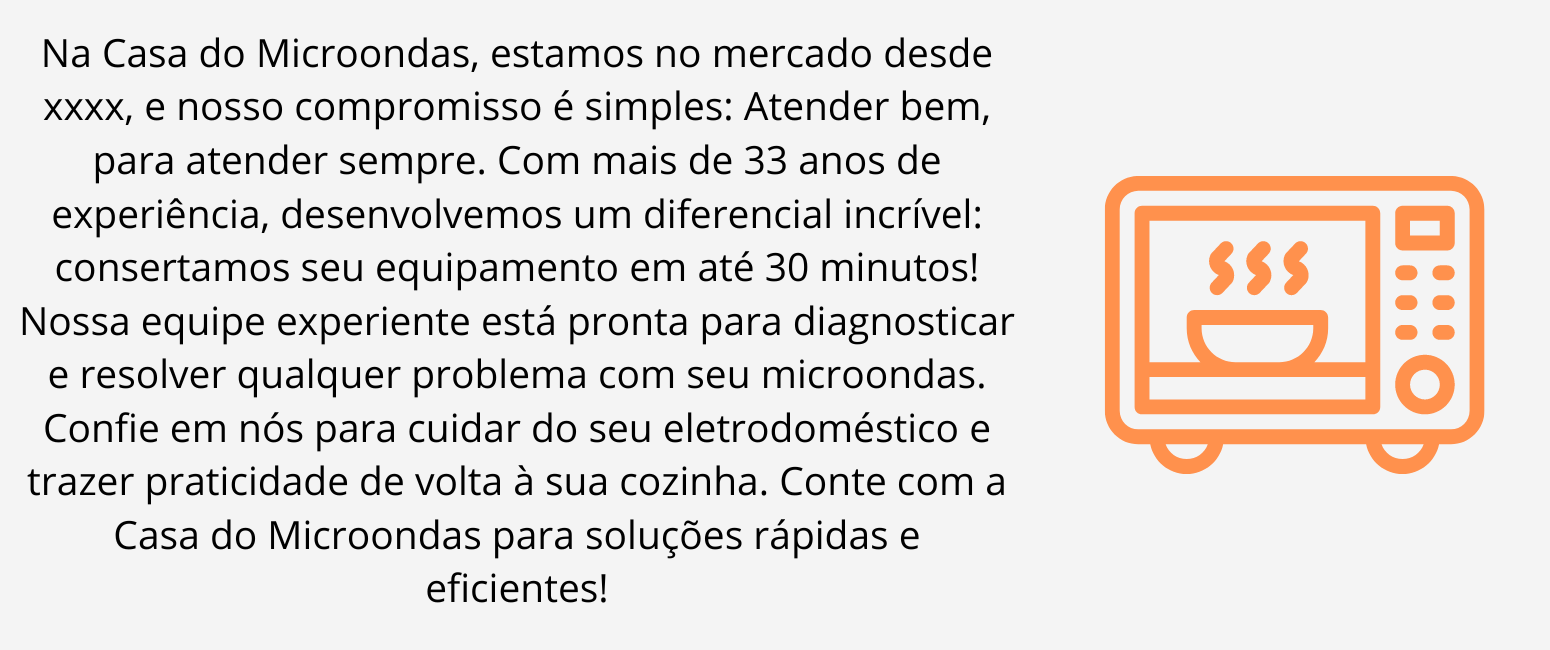 Na Casa do Microondas, estamos no mercado desde
xxxx, e nosso compromisso é simples: Atender bem,
para atender sempre. Com mais de 33 anos de
experiência, desenvolvemos um diferencial incrível:
consertamos seu equipamento em até 30 minutos!
Nossa equipe experiente está pronta para diagnosticar
e resolver qualquer problema com seu microondas.
Confie em nós para cuidar do seu eletrodoméstico e
trazer praticidade de volta à sua cozinha. Conte com a
Casa do Microondas para soluções rápidas e
eficientes!